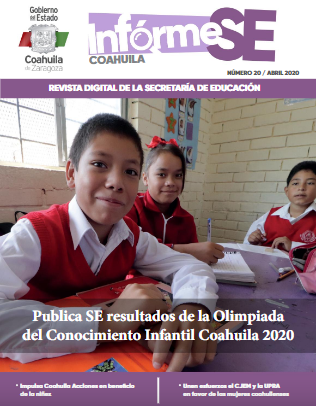 Gobierno
del Estado
Coahuila
de Zaragoza
InfórmeSE
COAHUILA
NÚMERO 20 / ABRIL 2020
REVISTA DIGITAL DE LA SECRETARÍA DE EDUCACIÓN
Publica SE resultados de la Olimpiada
del Conocimiento Infantil Coahuila 2020
* Impulsa Coahuila Acciones en beneficio
de la niñez
* Unen esfuerzos el CJEM y la UPRA
en favor de las mujeres coahuilenses